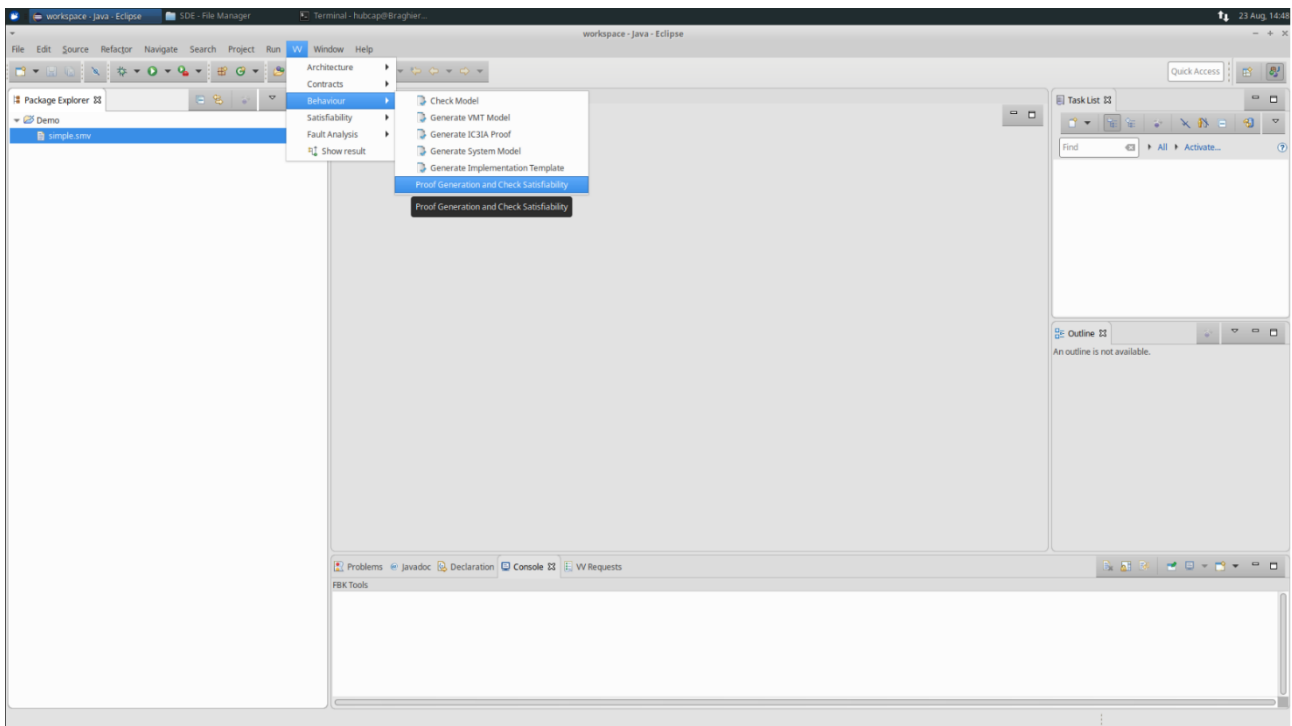 workspace - Java - Eclipse SDE - File Manager Terminal - hubcap@Braghier... 23 Aug, 14:48
workspace - Java - Eclipse
File Edit Source Refactor Navigate Search Project Run VV Window Help
Quick Access
Architecture
Contracts
Behaviour
Satisfiability
Fault Analysis
Show result
Check Model
Generate VMT Model
Generate IC3IA Proof
Generate System Model
Generate Implementation Template
Proof Generation and Check Satisfiability
Proof Generation and Check Satisfiability
Package Explorer
Demo
simple.smv
Task List
Find All Activate...
Outline
An outline is not available.
Problems Javadoc Declaration Console VV Requests
FBK Tools